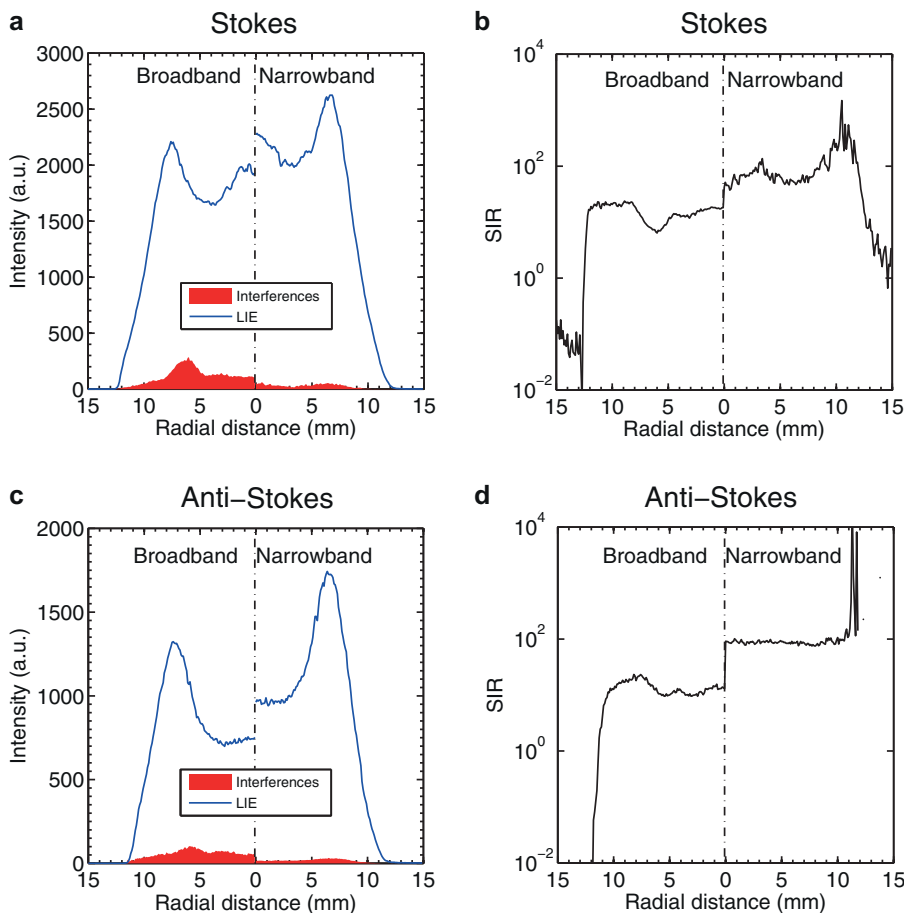 a
Stokes
3000
2500
2000
1500
1000
500
0
Intensity (a.u.)
Broadband
Narrowband
Interferences
LIE
15 10 5 0 5 10 15
Radial distance (mm)
b
Stokes
10^4
10^2
10^0
10^−2
SIR
Broadband
Narrowband
15 10 5 0 5 10 15
Radial distance (mm)
c
Anti−Stokes
2000
1500
1000
500
0
Intensity (a.u.)
Broadband
Narrowband
Interferences
LIE
15 10 5 0 5 10 15
Radial distance (mm)
d
Anti−Stokes
10^4
10^2
10^0
10^−2
SIR
Broadband
Narrowband
15 10 5 0 5 10 15
Radial distance (mm)